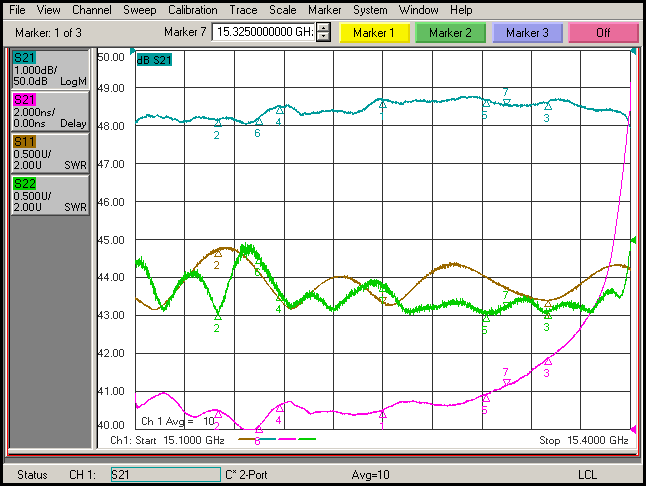 File View Channel Sweep Calibration Trace Scale Marker System Window Help
Marker: 1 of 3 Marker 7 15.3250000000 GH: Marker 1 Marker 2 Marker 3 Off
S21
1.000dB/
50.0dB LogM
S21
2.000ns/
0.00ns Delay
S11
0.500U/
2.00U SWR
S22
0.500U/
2.00U SWR
50.00 dB S21
49.00
48.00
47.00
46.00
45.00
44.00
43.00
42.00
41.00
40.00
2 6 4 1 5 7 3
2 4 5 7 3
2 4 1 5 7 3
6
Ch 1 Avg = 10
Ch1: Start 15.1000 GHz Stop 15.4000 GHz
Status CH 1: S21 C* 2-Port Avg=10 LCL